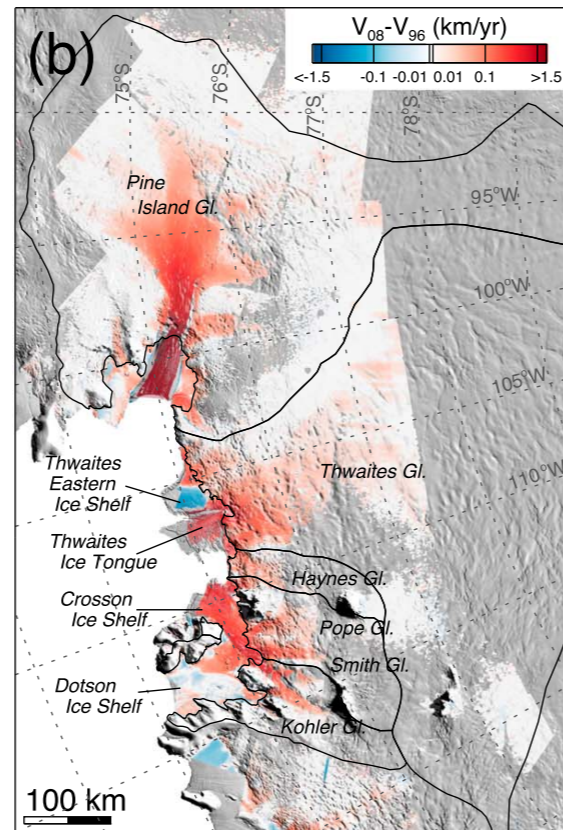 (b)
V08-V96 (km/yr)
<-1.5 -0.1 -0.01 0.01 0.1 >1.5
75°S
76°S
77°S
78°S
Pine
Island Gl.
95°W
100°W
105°W
Thwaites
Eastern
Ice Shelf
Thwaites Gl.
110°W
Thwaites
Ice Tongue
Haynes Gl.
Crosson
Ice Shelf
Pope Gl.
Smith Gl.
Dotson
Ice Shelf
Kohler Gl.
100 km